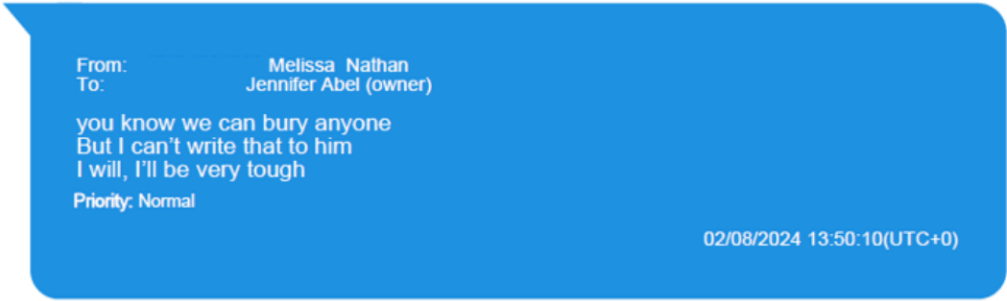 From: Melissa Nathan
To: Jennifer Abel (owner)
you know we can bury anyone
But I can't write that to him
I will, I'll be very tough
Priority: Normal
02/08/2024 13:50:10(UTC+0)